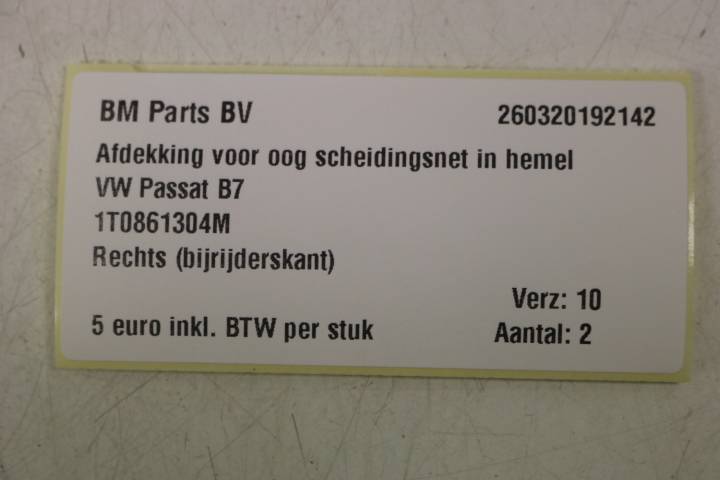 BM Parts BV 260320192142
Afdekking voor oog scheidingsnet in hemel
VW Passat B7
1T0861304M
Rechts (bijrijderskant)
Verz: 10
5 euro inkl. BTW per stuk Aantal: 2